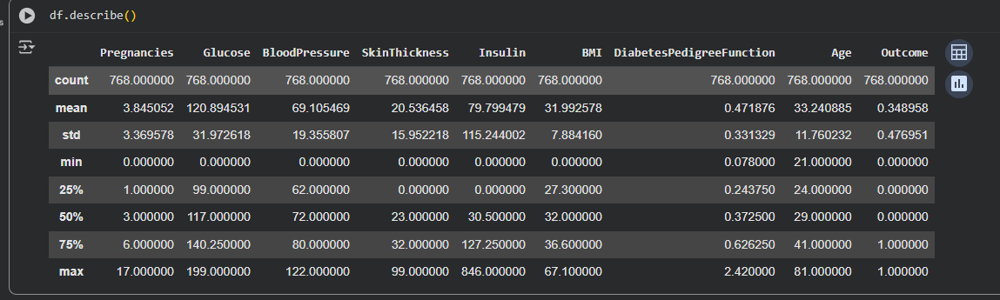 s
df.describe()
Pregnancies Glucose BloodPressure SkinThickness Insulin BMI DiabetesPedigreeFunction Age Outcome
count 768.000000 768.000000 768.000000 768.000000 768.000000 768.000000 768.000000 768.000000 768.000000
mean 3.845052 120.894531 69.105469 20.536458 79.799479 31.992578 0.471876 33.240885 0.348958
std 3.369578 31.972618 19.355807 15.952218 115.244002 7.884160 0.331329 11.760232 0.476951
min 0.000000 0.000000 0.000000 0.000000 0.000000 0.000000 0.078000 21.000000 0.000000
25% 1.000000 99.000000 62.000000 0.000000 0.000000 27.300000 0.243750 24.000000 0.000000
50% 3.000000 117.000000 72.000000 23.000000 30.500000 32.000000 0.372500 29.000000 0.000000
75% 6.000000 140.250000 80.000000 32.000000 127.250000 36.600000 0.626250 41.000000 1.000000
max 17.000000 199.000000 122.000000 99.000000 846.000000 67.100000 2.420000 81.000000 1.000000